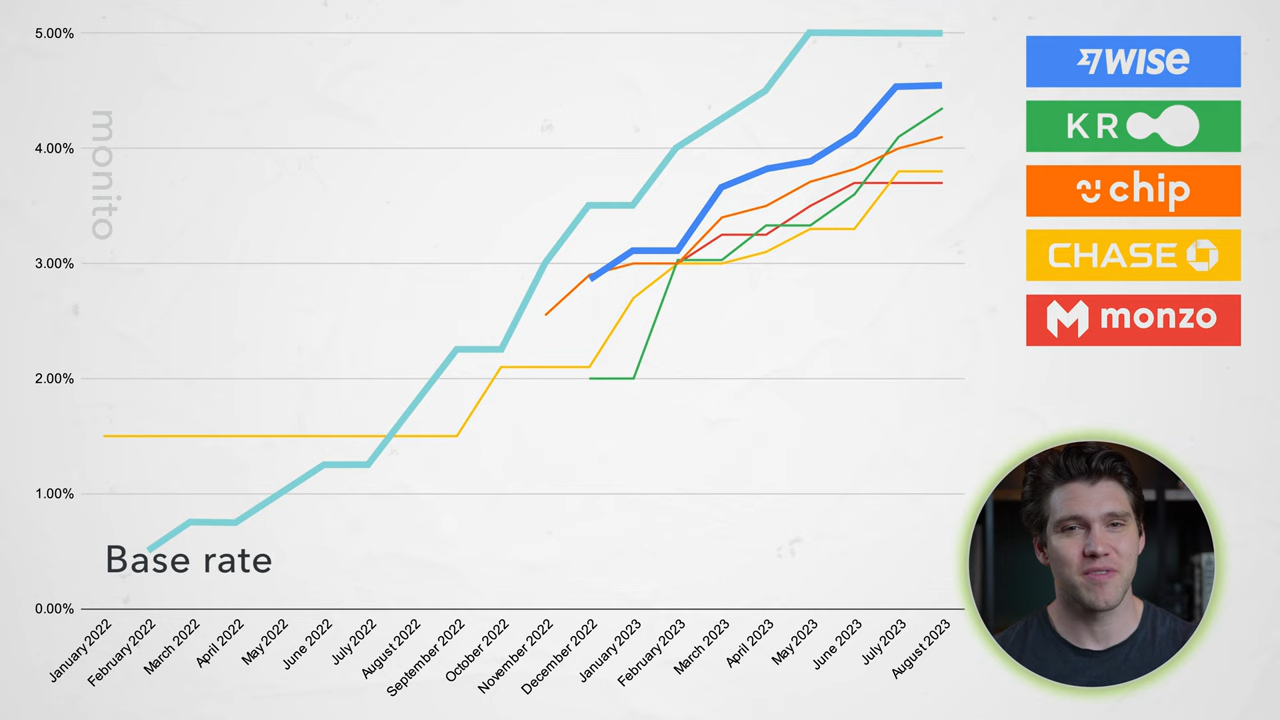 5.00%
4.00%
3.00%
2.00%
1.00%
0.00%
monito
Base rate
January 2022
February 2022
March 2022
April 2022
May 2022
June 2022
July 2022
August 2022
September 2022
October 2022
November 2022
December 2022
January 2023
February 2023
March 2023
April 2023
May 2023
June 2023
July 2023
August 2023
WISE
KROO
chip
CHASE
monzo